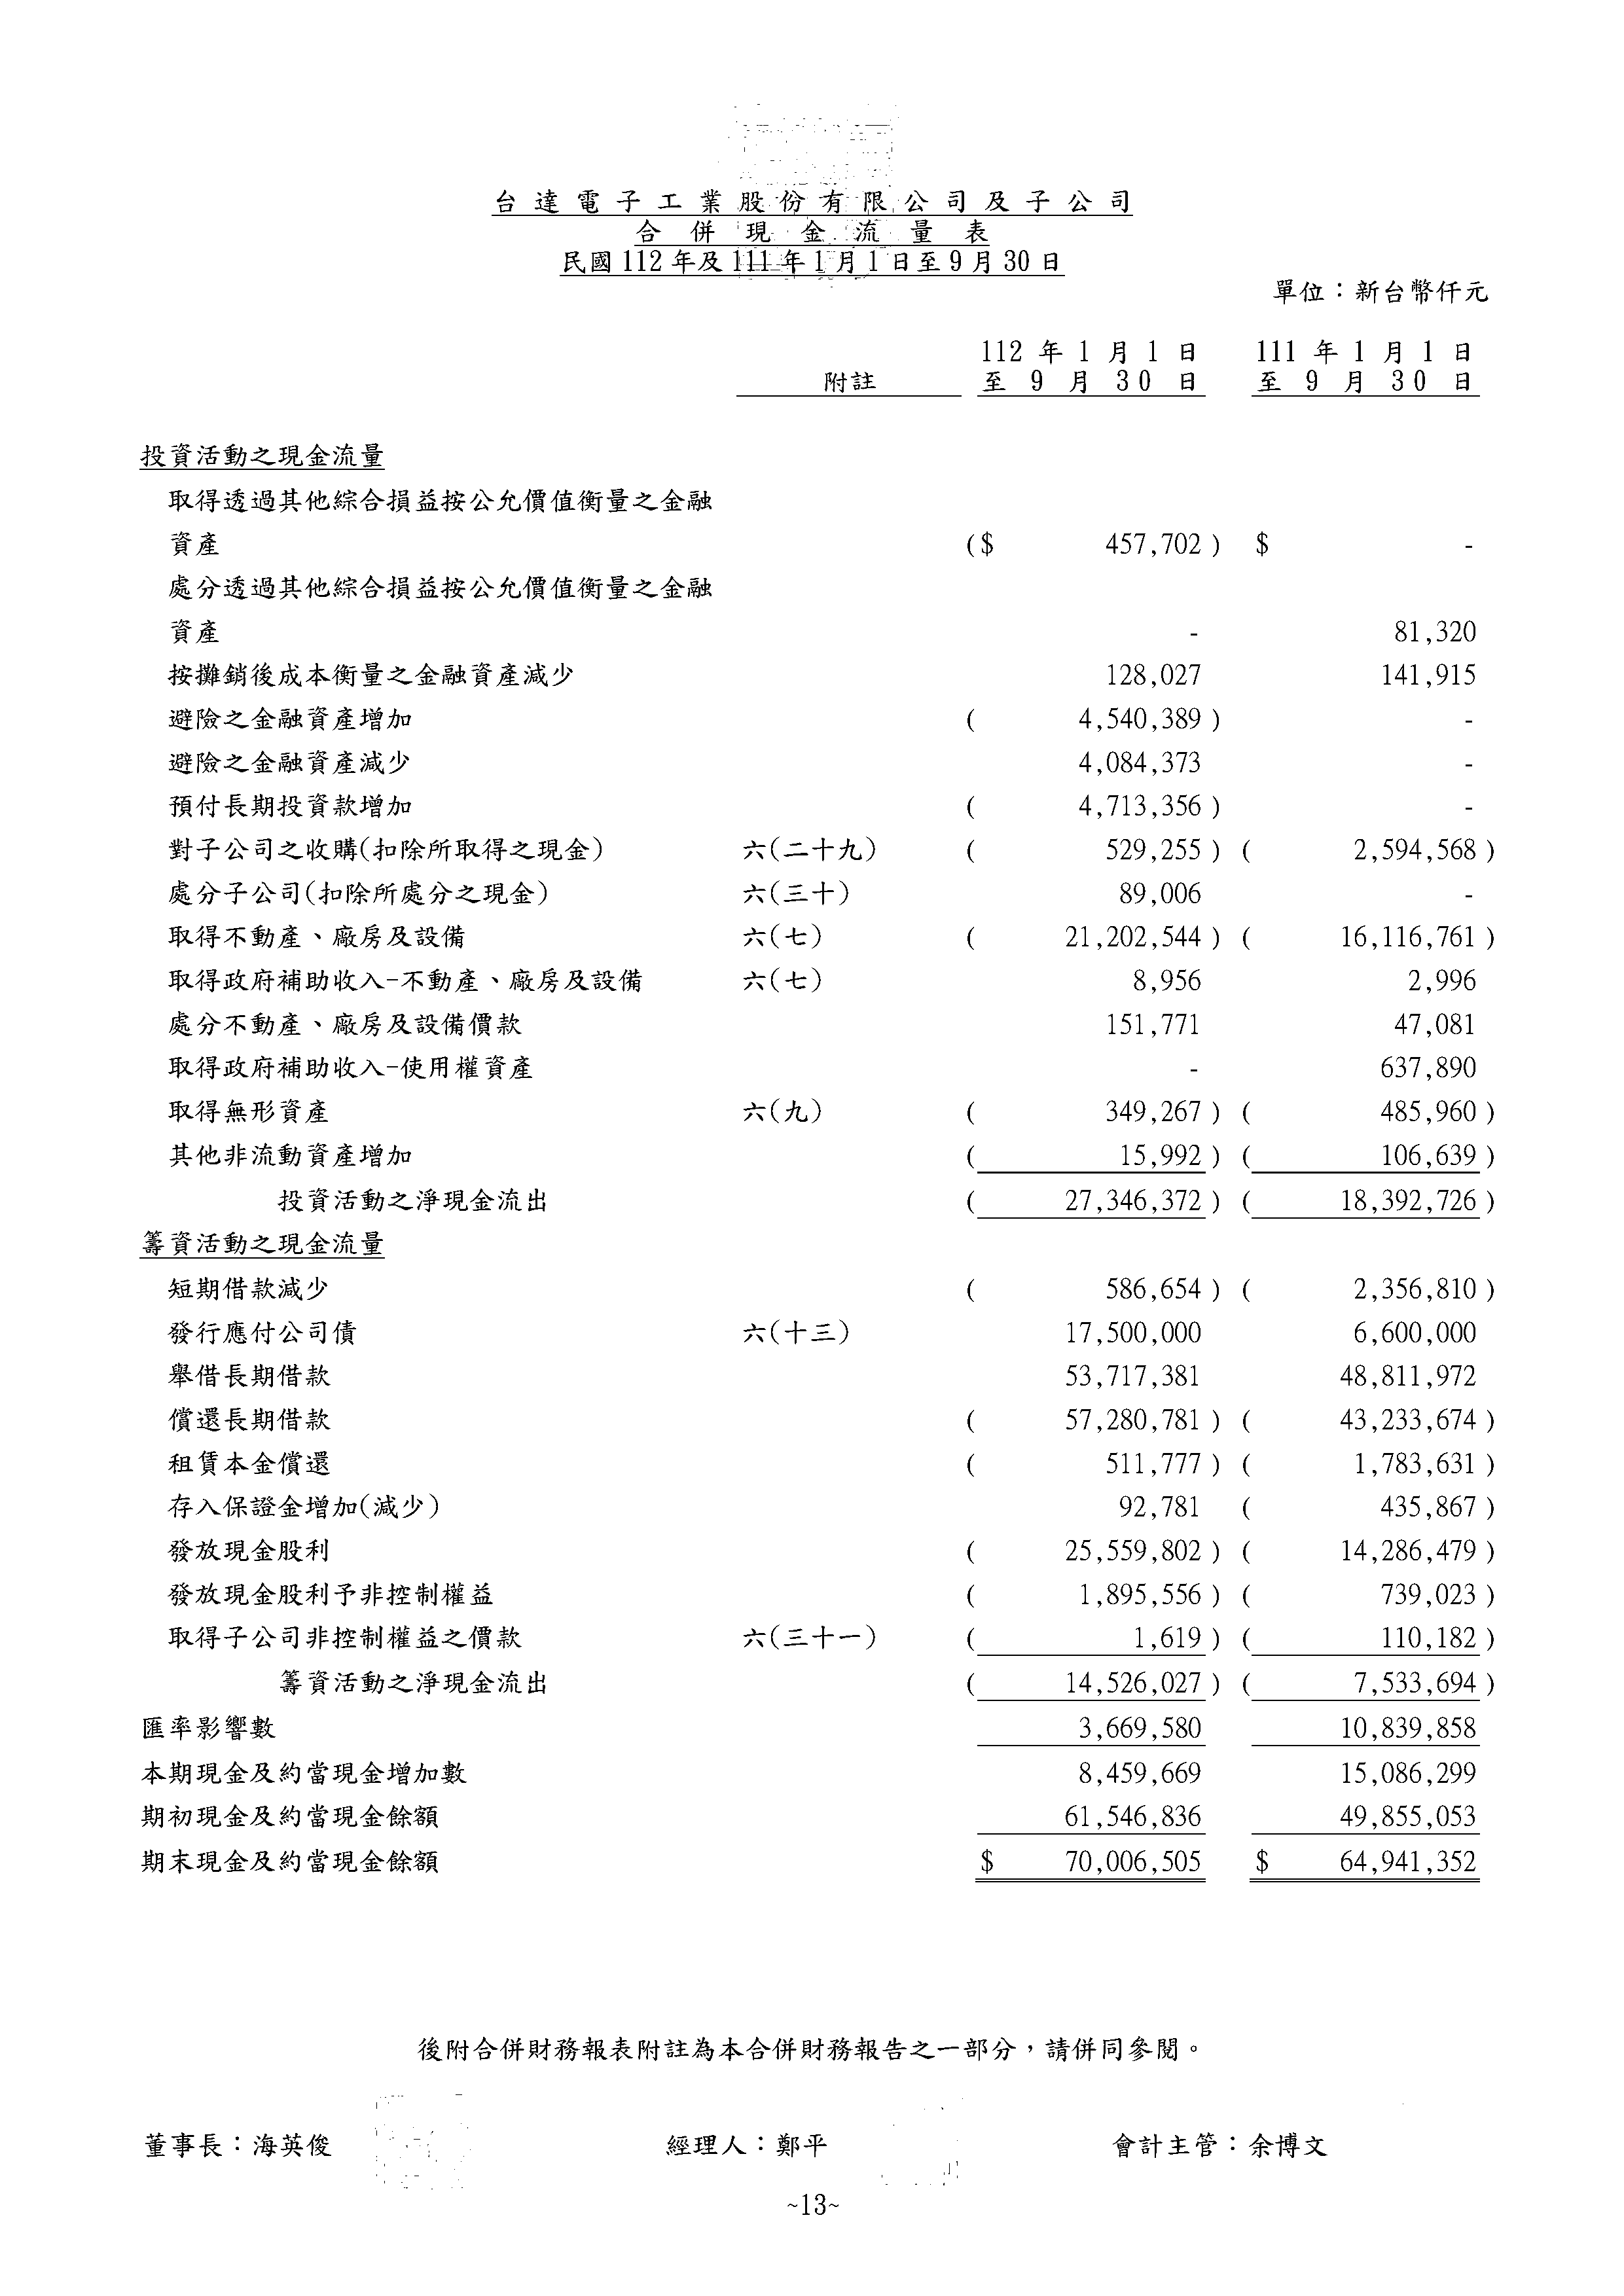 台達電子工業股份有限公司及子公司
合併現金流量表
民國112年及111年1月1日至9月30日
單位：新台幣仟元
112 年 1 月 1 日 111 年 1 月 1 日
附註 至 9 月 30 日 至 9 月 30 日
投資活動之現金流量
取得透過其他綜合損益按公允價值衡量之金融
資產 ($ 457,702) $ -
處分透過其他綜合損益按公允價值衡量之金融
資產 - 81,320
按攤銷後成本衡量之金融資產減少 128,027 141,915
避險之金融資產增加 ( 4,540,389) -
避險之金融資產減少 4,084,373 -
預付長期投資款增加 ( 4,713,356) -
對子公司之收購(扣除所取得之現金) 六(二十九) ( 529,255) ( 2,594,568)
處分子公司(扣除所處分之現金) 六(三十) 89,006 -
取得不動產、廠房及設備 六(七) ( 21,202,544) ( 16,116,761)
取得政府補助收入-不動產、廠房及設備 六(七) 8,956 2,996
處分不動產、廠房及設備價款 151,771 47,081
取得政府補助收入-使用權資產 - 637,890
取得無形資產 六(九) ( 349,267) ( 485,960)
其他非流動資產增加 ( 15,992) ( 106,639)
投資活動之淨現金流出 ( 27,346,372) ( 18,392,726)
籌資活動之現金流量
短期借款減少 ( 586,654) ( 2,356,810)
發行應付公司債 六(十三) 17,500,000 6,600,000
舉借長期借款 53,717,381 48,811,972
償還長期借款 ( 57,280,781) ( 43,233,674)
租賃本金償還 ( 511,777) ( 1,783,631)
存入保證金增加(減少) 92,781 ( 435,867)
發放現金股利 ( 25,559,802) ( 14,286,479)
發放現金股利予非控制權益 ( 1,895,556) ( 739,023)
取得子公司非控制權益之價款 六(三十一) ( 1,619) ( 110,182)
籌資活動之淨現金流出 ( 14,526,027) ( 7,533,694)
匯率影響數 3,669,580 10,839,858
本期現金及約當現金增加數 8,459,669 15,086,299
期初現金及約當現金餘額 61,546,836 49,855,053
期末現金及約當現金餘額 $ 70,006,505 $ 64,941,352
後附合併財務報表附註為本合併財務報告之一部分，請併同參閱。
董事長：海英俊 經理人：鄭平 會計主管：余博文
~13~